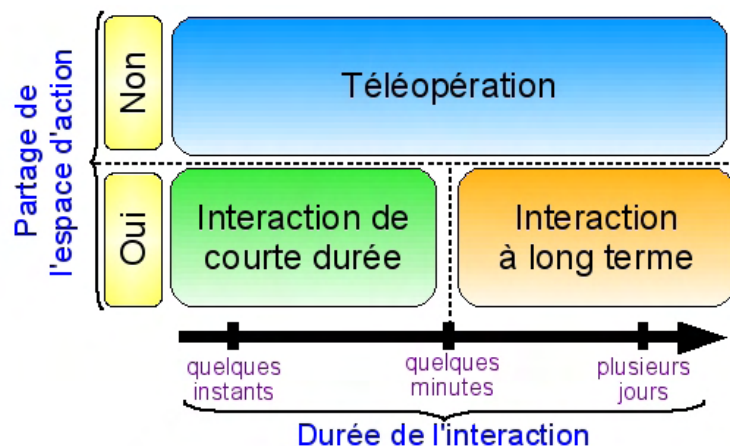 Partage de
l'espace d'action
Non
Téléopération
Oui
Interaction de
courte durée
Interaction
à long terme
quelques
instants
quelques
minutes
plusieurs
jours
Durée de l'interaction